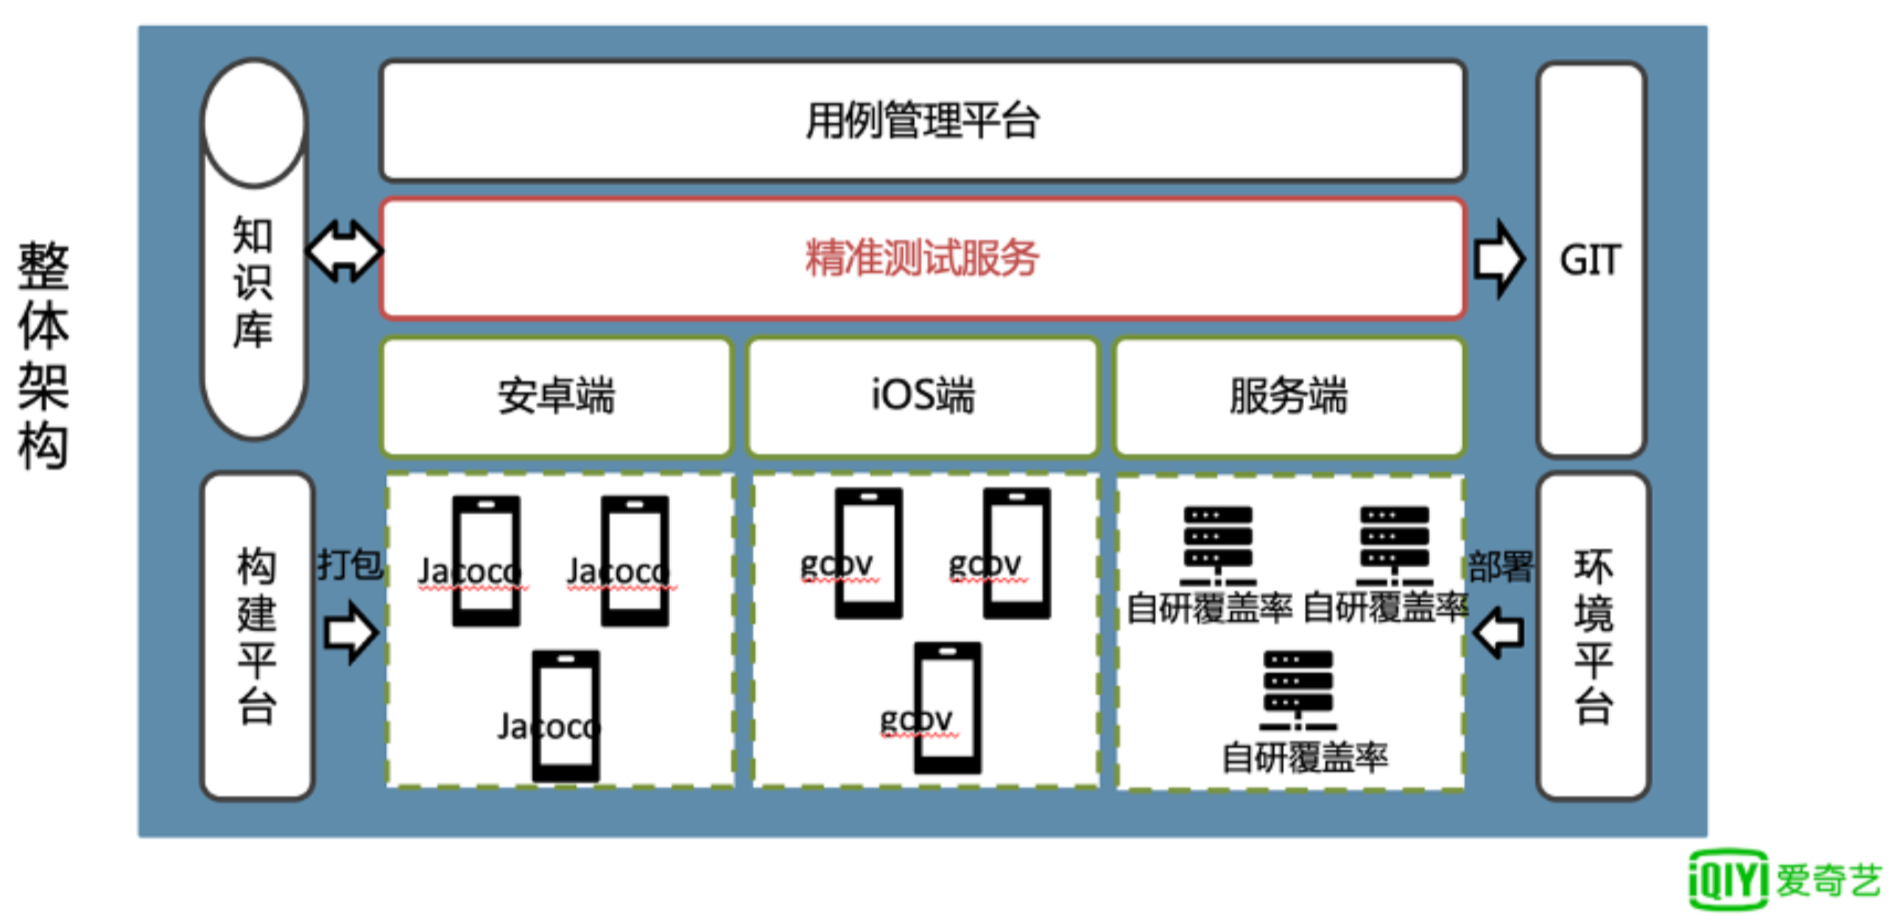 整体架构
用例管理平台
知识库
精准测试服务
GIT
安卓端
iOS端
服务端
构建平台
打包
Jacoco
Jacoco
Jacoco
gcov
gcov
gcov
自研覆盖率
自研覆盖率
自研覆盖率
部署
环境平台
iQIYI 爱奇艺